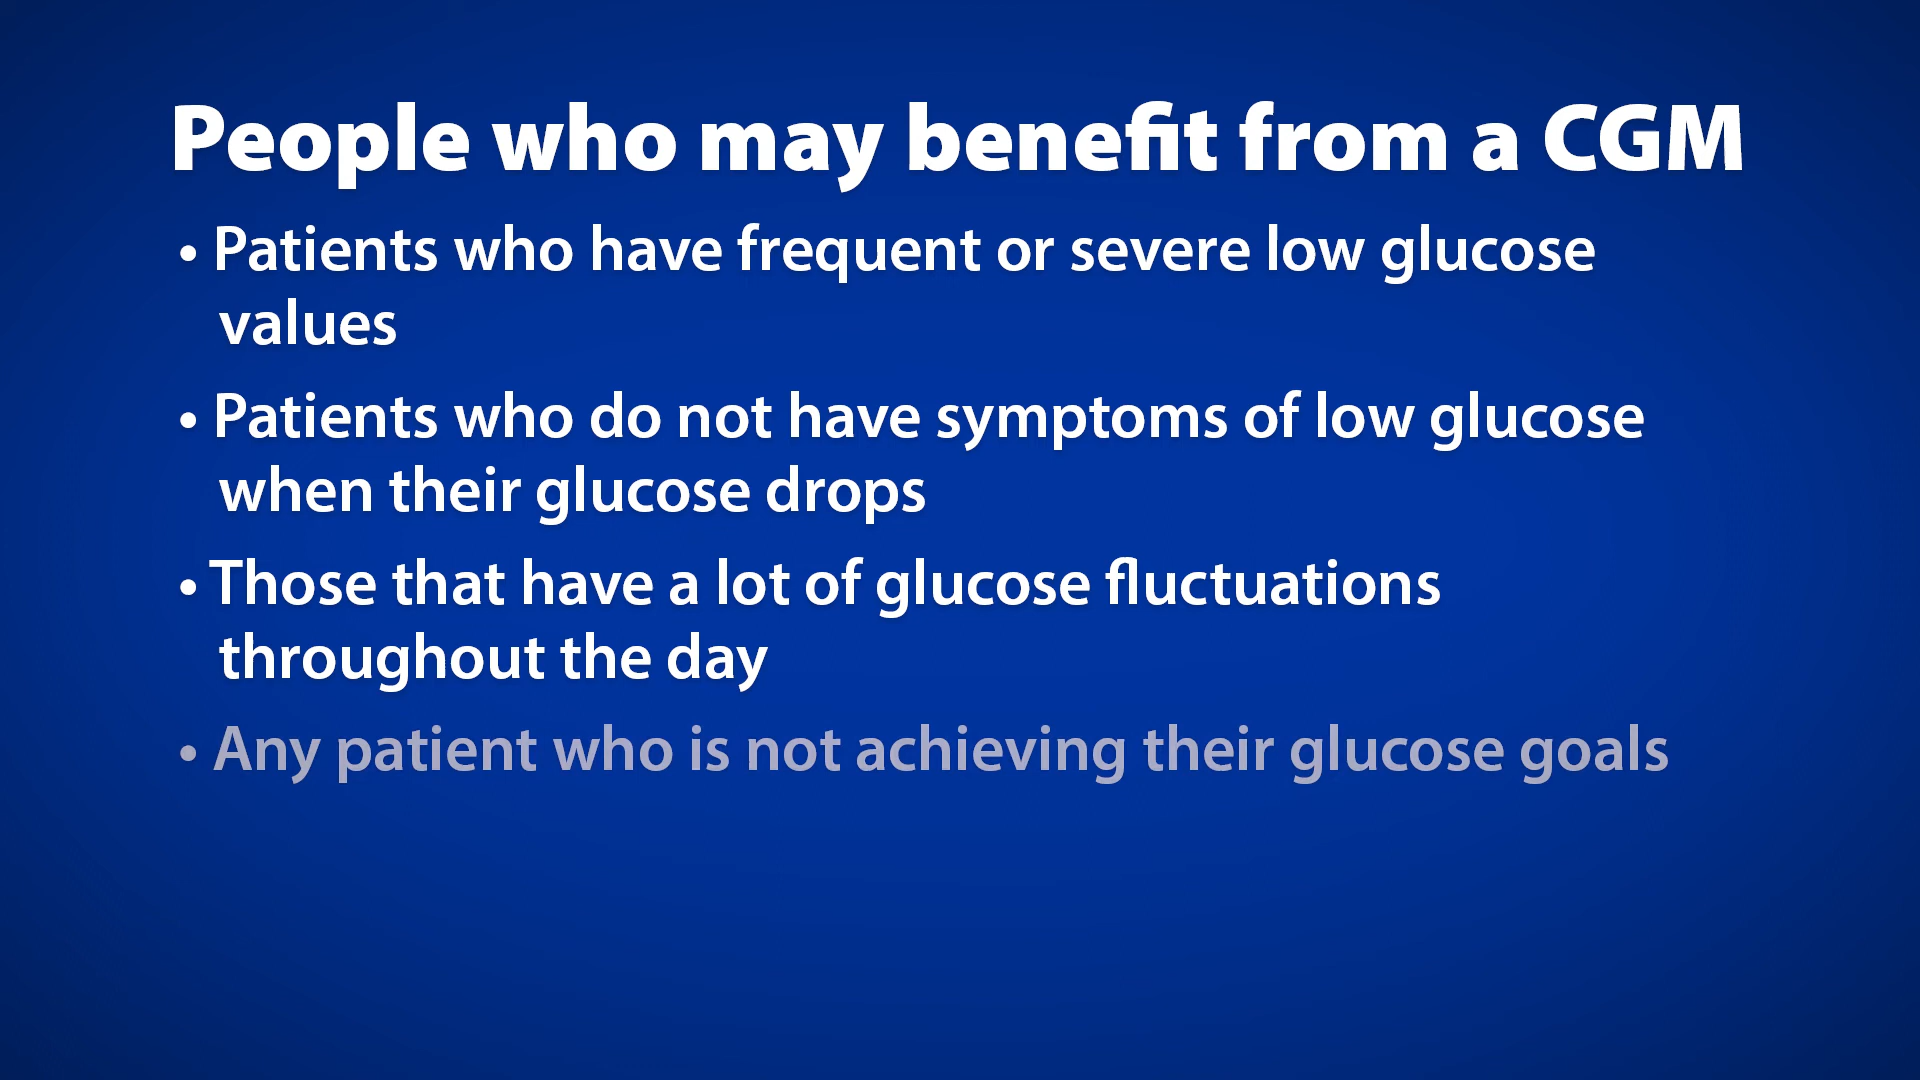 People who may benefit from a CGM
• Patients who have frequent or severe low glucose
values
• Patients who do not have symptoms of low glucose
when their glucose drops
• Those that have a lot of glucose fluctuations
throughout the day
• Any patient who is not achieving their glucose goals